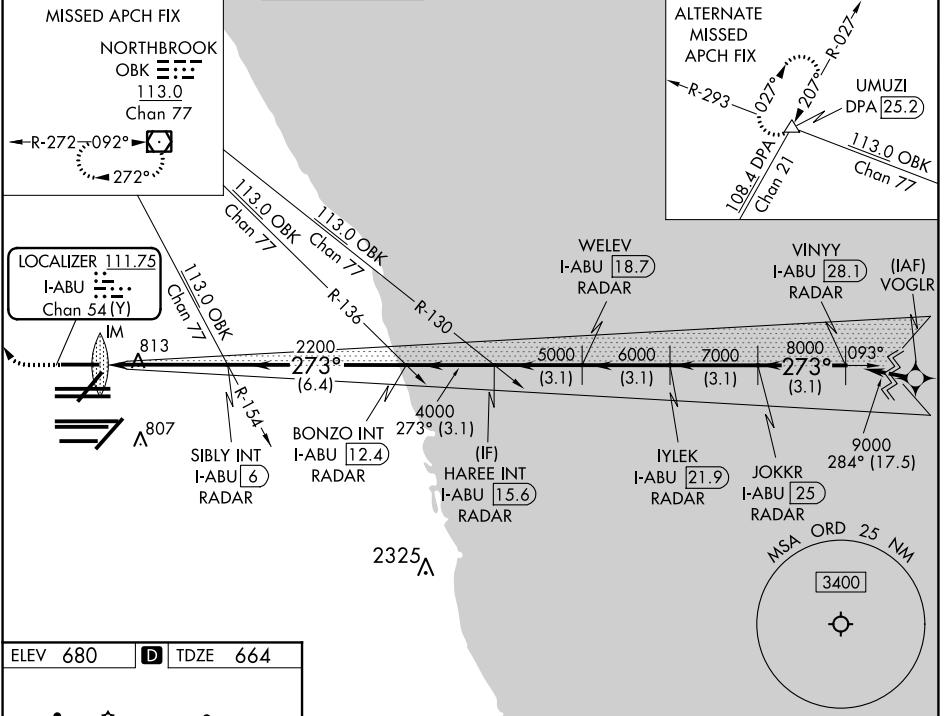 MISSED APCH FIX
NORTHBROOK
OBK
113.0
Chan 77
R-272
092°
272°
ALTERNATE
MISSED
APCH FIX
R-027
027°
207°
R-293
UMUZI
DPA 25.2
108.4 DPA
Chan 21
113.0 OBK
Chan 77
113.0 OBK
Chan 77
113.0 OBK
Chan 77
113.0 OBK
Chan 77
R-136
R-130
R-154
LOCALIZER 111.75
I-ABU
Chan 54 (Y)
IM
813
807
WELEV
I-ABU 18.7
RADAR
VINYY
I-ABU 28.1
RADAR
(IAF)
VOGLR
2200
273°
(6.4)
5000
(3.1)
6000
(3.1)
7000
(3.1)
8000
273°
(3.1)
093°
4000
273° (3.1)
9000
284° (17.5)
SIBLY INT
I-ABU 6
RADAR
BONZO INT
I-ABU 12.4
RADAR
(IF)
HAREE INT
I-ABU 15.6
RADAR
IYLEK
I-ABU 21.9
RADAR
JOKKR
I-ABU 25
RADAR
2325
MSA ORD 25 NM
3400
ELEV 680
D
TDZE 664